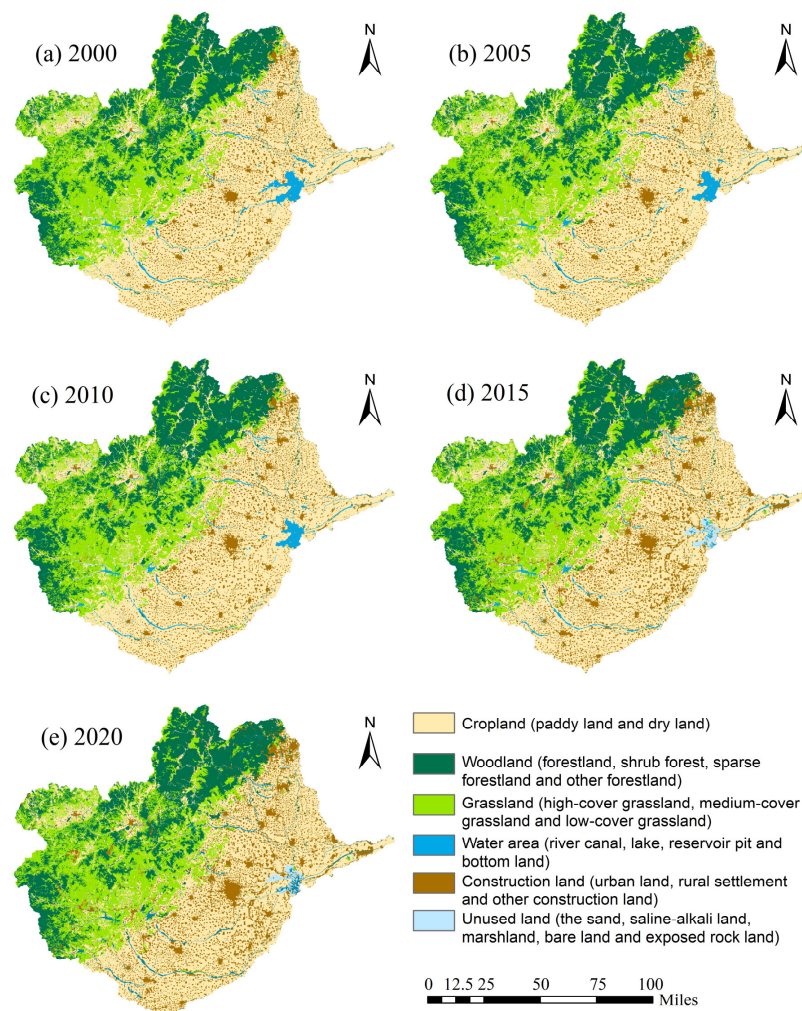 (a) 2000
N
(b) 2005
N
(c) 2010
N
(d) 2015
N
(e) 2020
N
Cropland (paddy land and dry land)
Woodland (forestland, shrub forest, sparse
forestland and other forestland)
Grassland (high-cover grassland, medium-cover
grassland and low-cover grassland)
Water area (river canal, lake, reservoir pit and
bottom land)
Construction land (urban land, rural settlement
and other construction land)
Unused land (the sand, saline-alkali land,
marshland, bare land and exposed rock land)
0 12.5 25 50 75 100
Miles